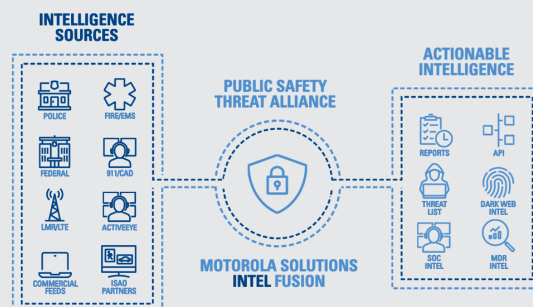 INTELLIGENCE
SOURCES
POLICE
FIRE/EMS
FEDERAL
911/CAD
LMR/LTE
ACTIVEEYE
COMMERCIAL
FEEDS
ISAO
PARTNERS
PUBLIC SAFETY
THREAT ALLIANCE
MOTOROLA SOLUTIONS
INTEL FUSION
ACTIONABLE
INTELLIGENCE
REPORTS
API
THREAT
LIST
DARK WEB
INTEL
SOC
INTEL
MDR
INTEL